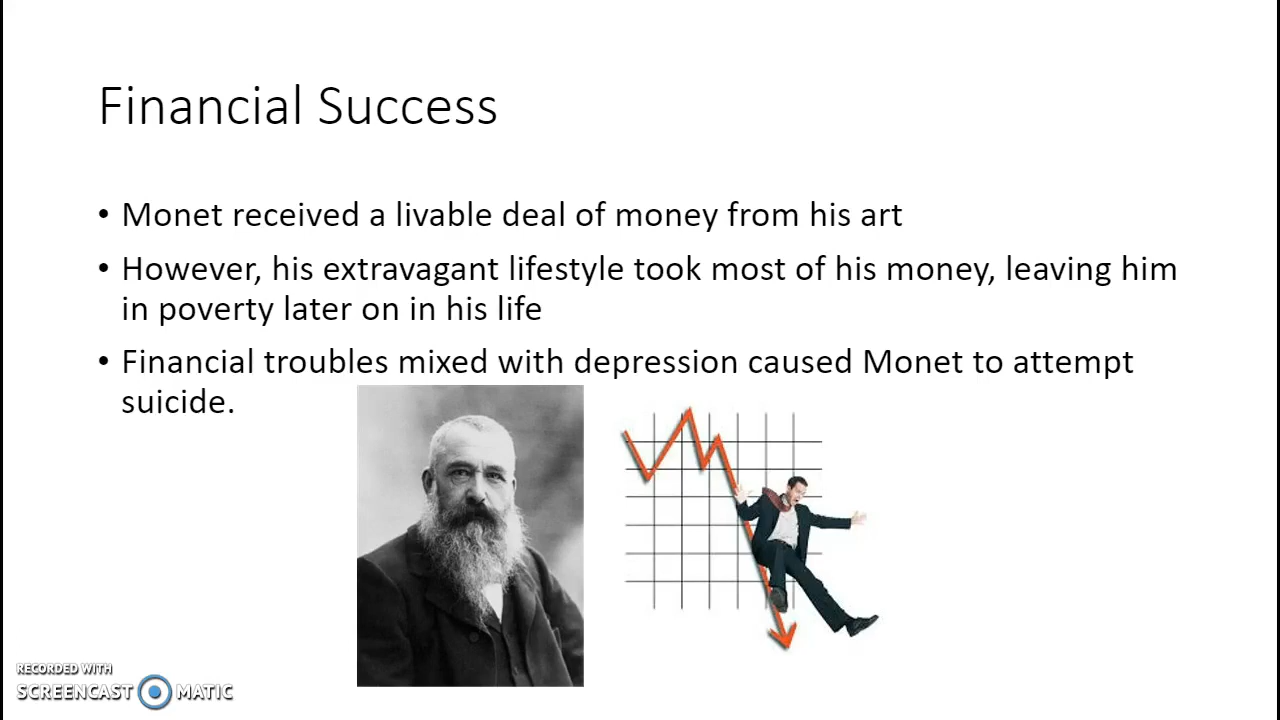 Financial Success
• Monet received a livable deal of money from his art
• However, his extravagant lifestyle took most of his money, leaving him
in poverty later on in his life
• Financial troubles mixed with depression caused Monet to attempt
suicide.
RECORDED WITH
SCREENCAST MATIC